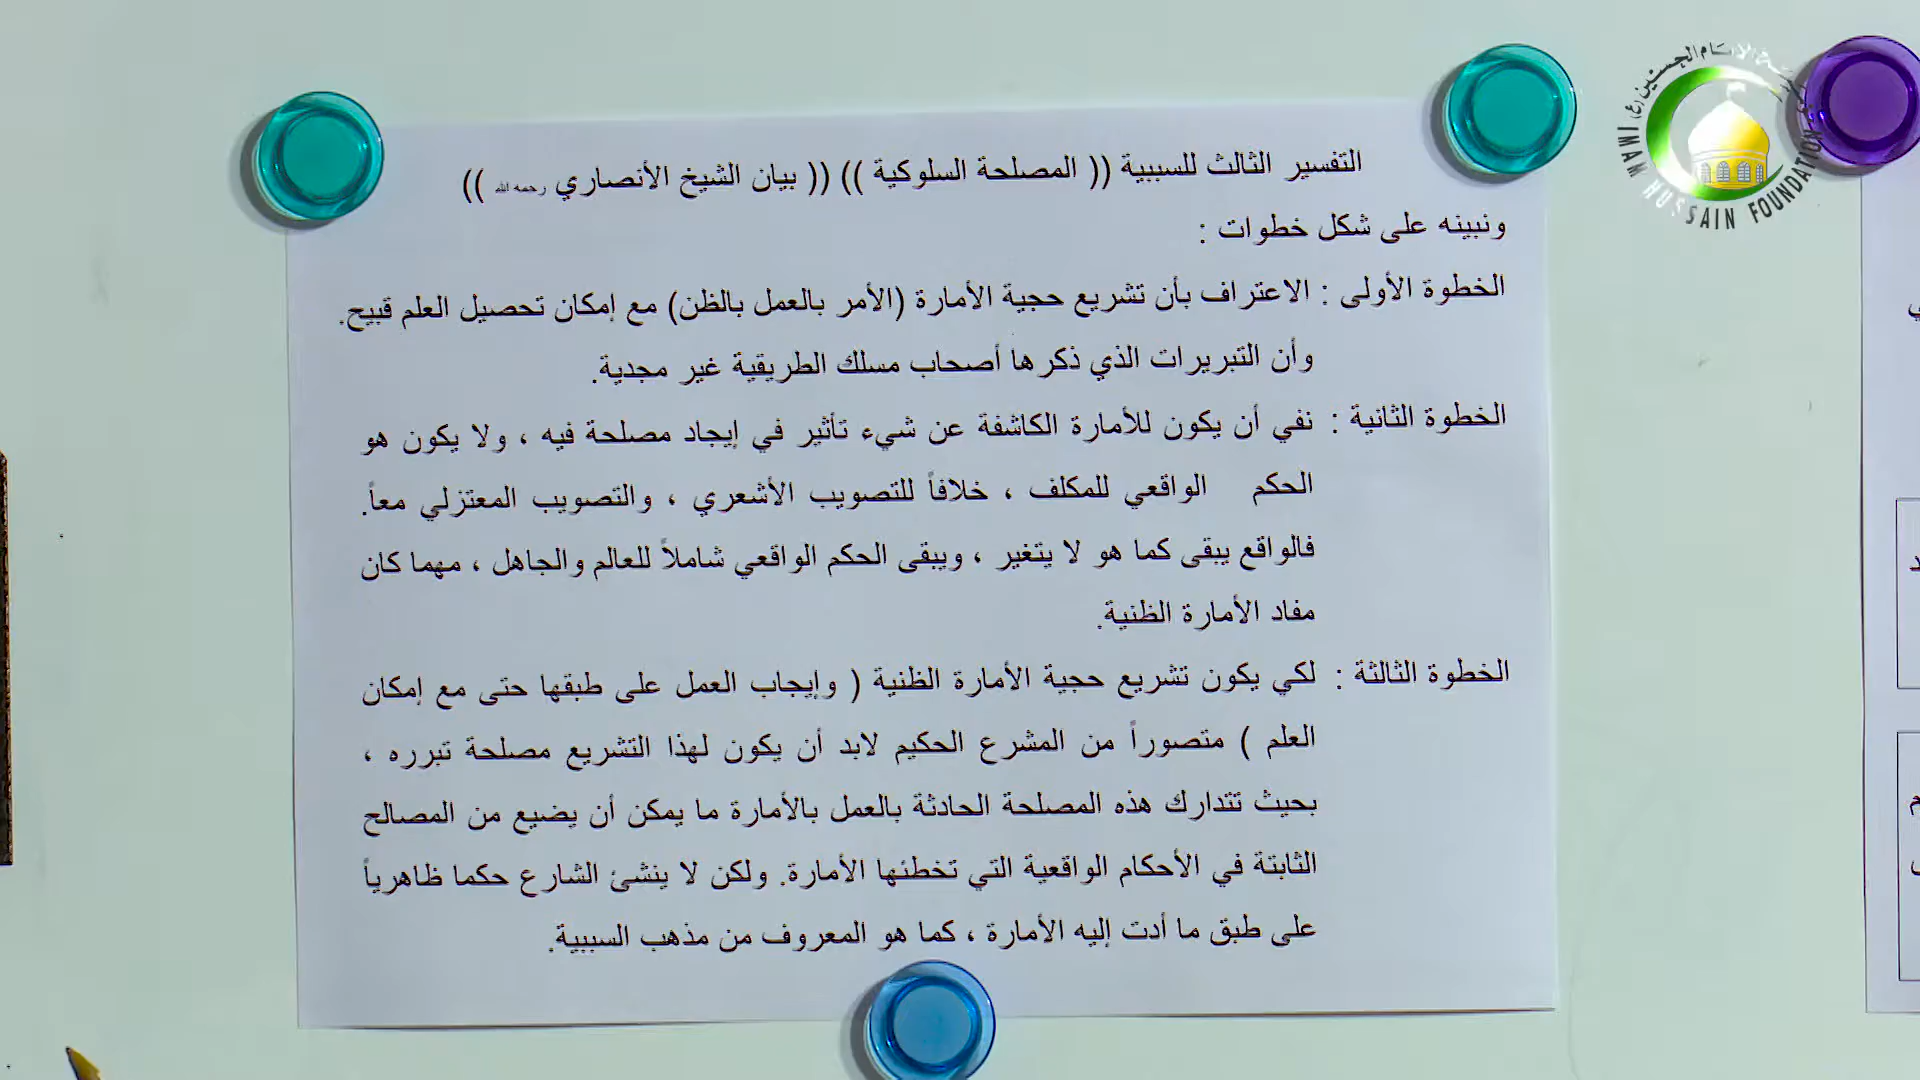 التفسير الثالث للسببية (( المصلحة السلوكية )) (( بيان الشيخ الأنصاري رحمه الله ))
ونبينه على شكل خطوات :
الخطوة الأولى : الاعتراف بأن تشريع حجية الأمارة (الأمر بالعمل بالظن) مع إمكان تحصيل العلم قبيح.
وأن التبريرات الذي ذكرها أصحاب مسلك الطريقية غير مجدية.
الخطوة الثانية : نفي أن يكون للأمارة الكاشفة عن شيء تأثير في إيجاد مصلحة فيه ، ولا يكون هو
الحكم الواقعي للمكلف ، خلافاً للتصويب الأشعري ، والتصويب المعتزلي معاً.
فالواقع يبقى كما هو لا يتغير ، ويبقى الحكم الواقعي شاملاً للعالم والجاهل ، مهما كان
مفاد الأمارة الظنية.
الخطوة الثالثة : لكي يكون تشريع حجية الأمارة الظنية ( وإيجاب العمل على طبقها حتى مع إمكان
العلم ) متصوراً من المشرع الحكيم لابد أن يكون لهذا التشريع مصلحة تبرره ،
بحيث تتدارك هذه المصلحة الحادثة بالعمل بالأمارة ما يمكن أن يضيع من المصالح
الثابتة في الأحكام الواقعية التي تخطئها الأمارة. ولكن لا ينشئ الشارع حكما ظاهرياً
على طبق ما أدت إليه الأمارة ، كما هو المعروف من مذهب السببية.
IMAM HUSSAIN FOUNDATION